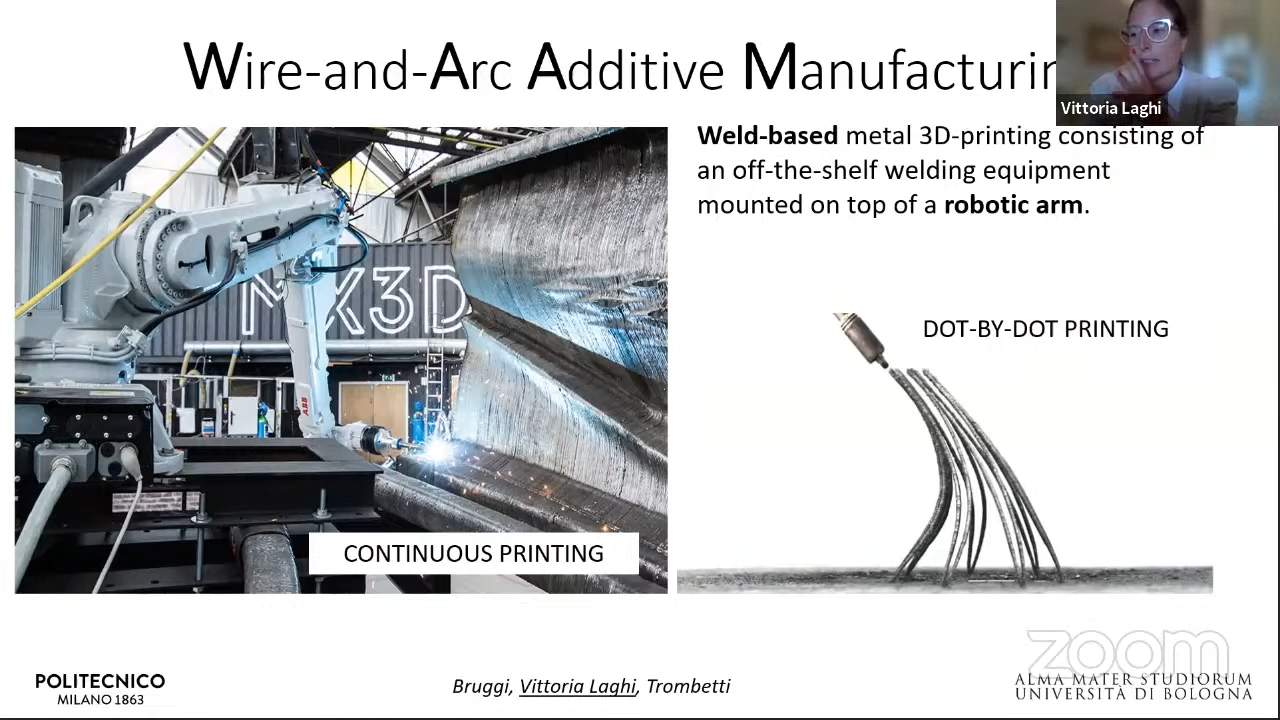 Wire-and-Arc Additive Manufacturin
Vittoria Laghi
Weld-based metal 3D-printing consisting of
an off-the-shelf welding equipment
mounted on top of a robotic arm.
MX3D
ABB
DOT-BY-DOT PRINTING
CONTINUOUS PRINTING
zoom
POLITECNICO
MILANO 1863
Bruggi, Vittoria Laghi, Trombetti
ALMA MATER STUDIORUM
UNIVERSITÀ DI BOLOGNA